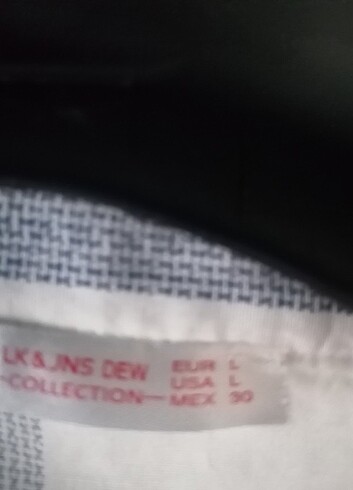 LK & JNS DEW EUR L
USA L
-COLLECTION- MEX 30